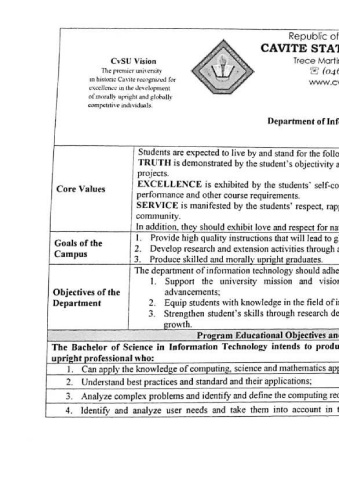 Republic of
CvSU Vision
CAVITE STAT
The premier university
in historic Cavite recognized for
excellence in the development
of morally upright and globally
competitive individuals.
Trece Marti
☏ (046
www.cv
Department of Inf
Core Values
Students are expected to live by and stand for the follo
TRUTH is demonstrated by the student's objectivity a
projects.
EXCELLENCE is exhibited by the students' self-co
performance and other course requirements.
SERVICE is manifested by the students' respect, rap
community.
In addition, they should exhibit love and respect for na
Goals of the
Campus
1. Provide high quality instructions that will lead to g
2. Develop research and extension activities through a
3. Produce skilled and morally upright graduates.
Objectives of the
Department
The department of information technology should adhe
1. Support the university mission and vision
advancements;
2. Equip students with knowledge in the field of i
3. Strengthen student's skills through research de
growth.
Program Educational Objectives an
The Bachelor of Science in Information Technology intends to produ
upright professional who:
1. Can apply the knowledge of computing, science and mathematics app
2. Understand best practices and standard and their applications;
3. Analyze complex problems and identify and define the computing req
4. Identify and analyze user needs and take them into account in t